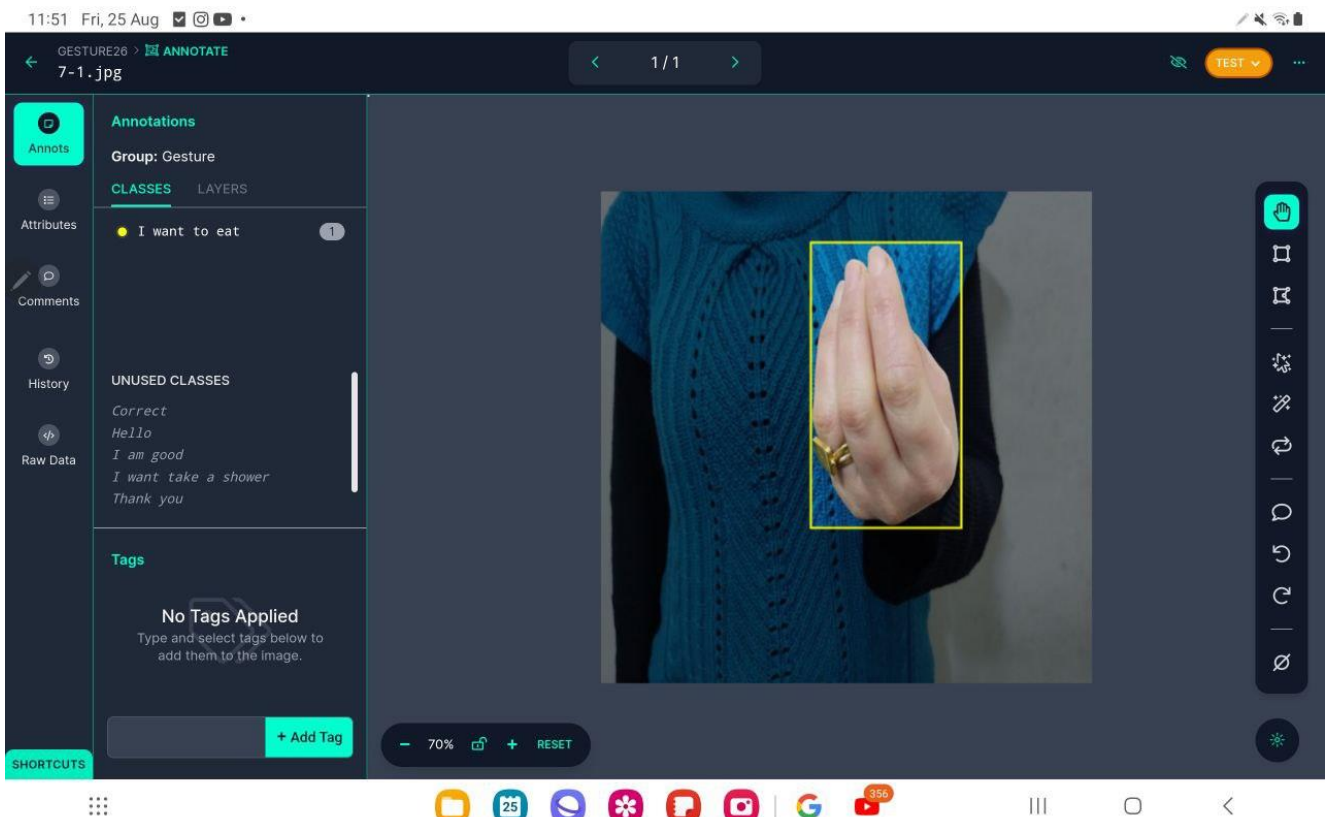 11:51 Fri, 25 Aug
GESTURE26 > ANNOTATE
7-1.jpg
1 / 1
TEST
Annots
Attributes
Comments
History
Raw Data
SHORTCUTS
Annotations
Group: Gesture
CLASSES LAYERS
I want to eat 1
UNUSED CLASSES
Correct
Hello
I am good
I want take a shower
Thank you
Tags
No Tags Applied
Type and select tags below to
add them to the image.
+ Add Tag
70% RESET
25
356